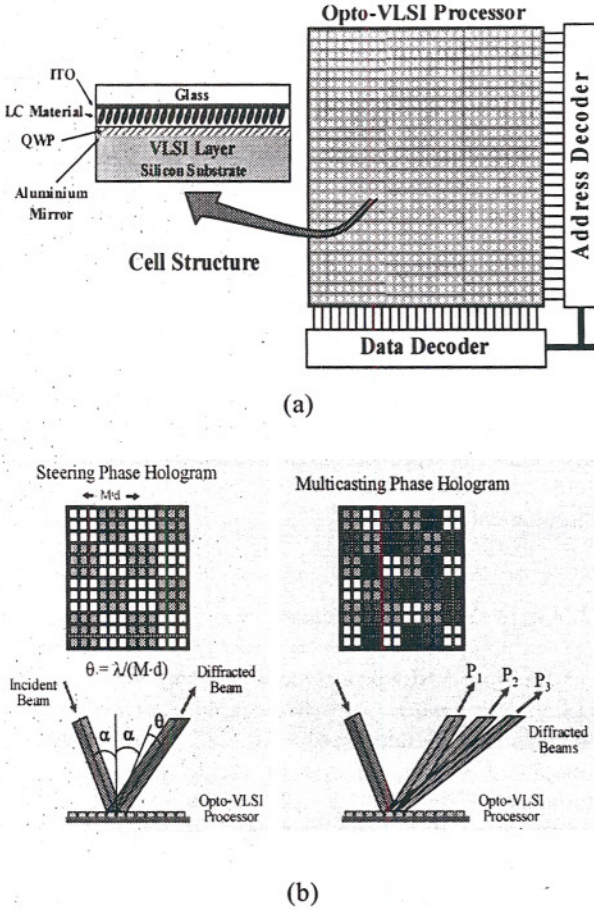 Opto-VLSI Processor
ITO
LC Material
QWP
Aluminium
Mirror
Glass
VLSI Layer
Silicon Substrate
Cell Structure
Address Decoder
Data Decoder
(a)
Steering Phase Hologram
M·d
θ = λ/(M·d)
Incident
Beam
Diffracted
Beam
α
α
θ
Opto-VLSI
Processor
Multicasting Phase Hologram
P1
P2
P3
Diffracted
Beams
Opto-VLSI
Processor
(b)